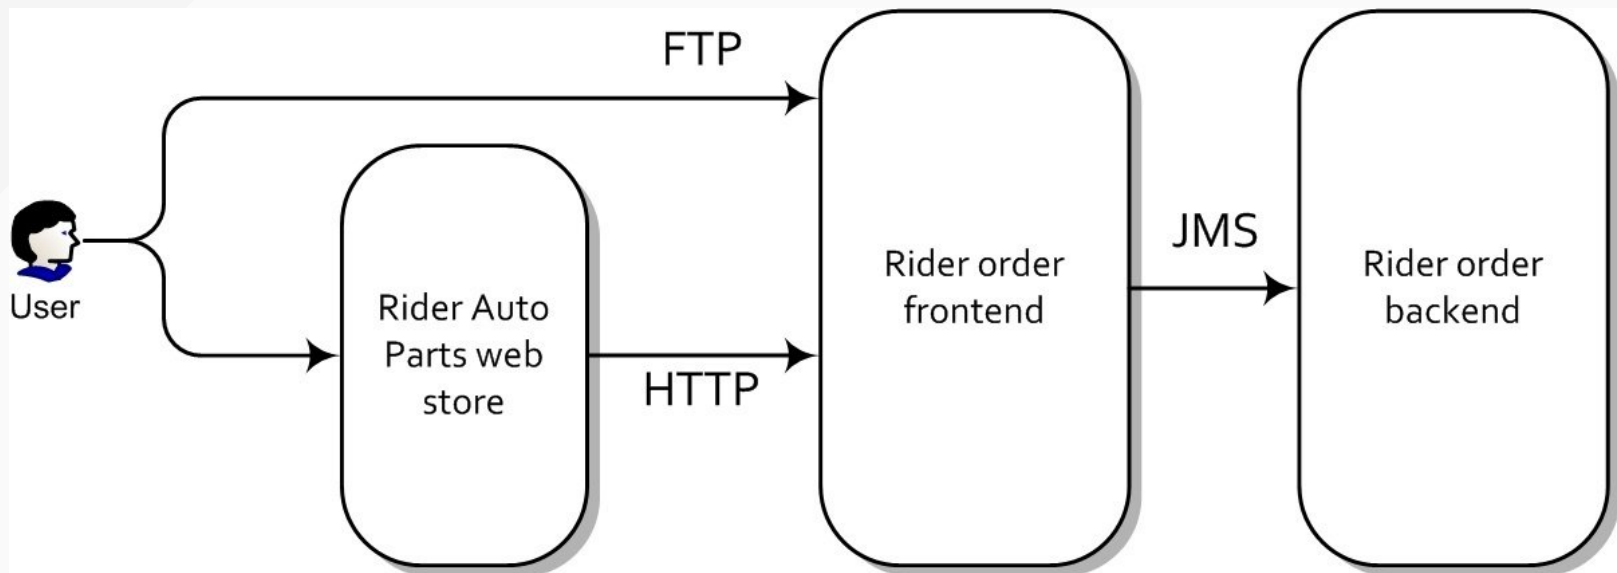 FTP
User
Rider Auto
Parts web
store
HTTP
Rider order
frontend
JMS
Rider order
backend